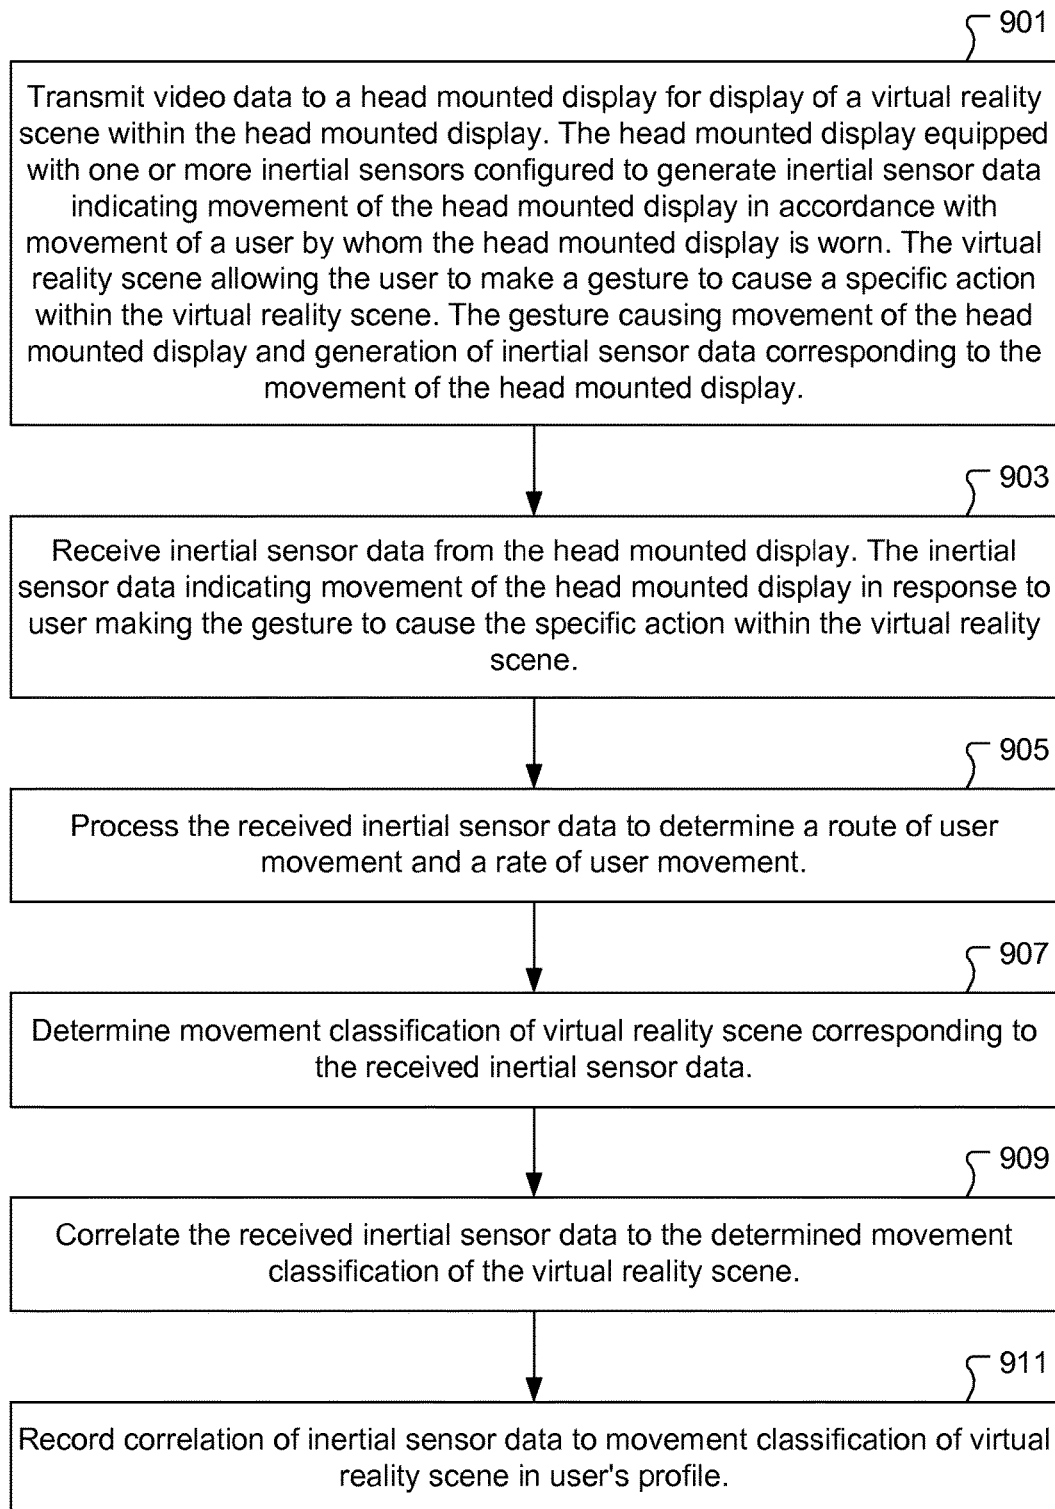 901
Transmit video data to a head mounted display for display of a virtual reality
scene within the head mounted display. The head mounted display equipped
with one or more inertial sensors configured to generate inertial sensor data
indicating movement of the head mounted display in accordance with
movement of a user by whom the head mounted display is worn. The virtual
reality scene allowing the user to make a gesture to cause a specific action
within the virtual reality scene. The gesture causing movement of the head
mounted display and generation of inertial sensor data corresponding to the
movement of the head mounted display.
903
Receive inertial sensor data from the head mounted display. The inertial
sensor data indicating movement of the head mounted display in response to
user making the gesture to cause the specific action within the virtual reality
scene.
905
Process the received inertial sensor data to determine a route of user
movement and a rate of user movement.
907
Determine movement classification of virtual reality scene corresponding to
the received inertial sensor data.
909
Correlate the received inertial sensor data to the determined movement
classification of the virtual reality scene.
911
Record correlation of inertial sensor data to movement classification of virtual
reality scene in user's profile.